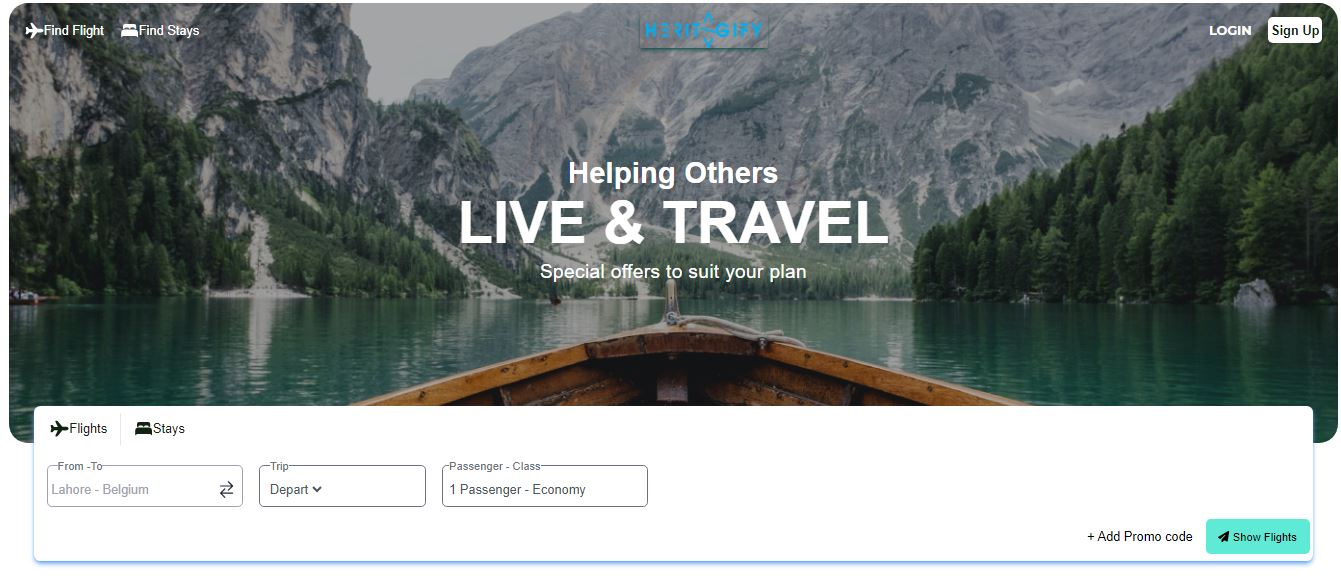 Find Flight
Find Stays
HERITAGIFY
LOGIN
Sign Up
Helping Others
LIVE & TRAVEL
Special offers to suit your plan
Flights
Stays
From -To
Trip
Passenger - Class
Lahore - Belgium
Depart
1 Passenger - Economy
+ Add Promo code
Show Flights